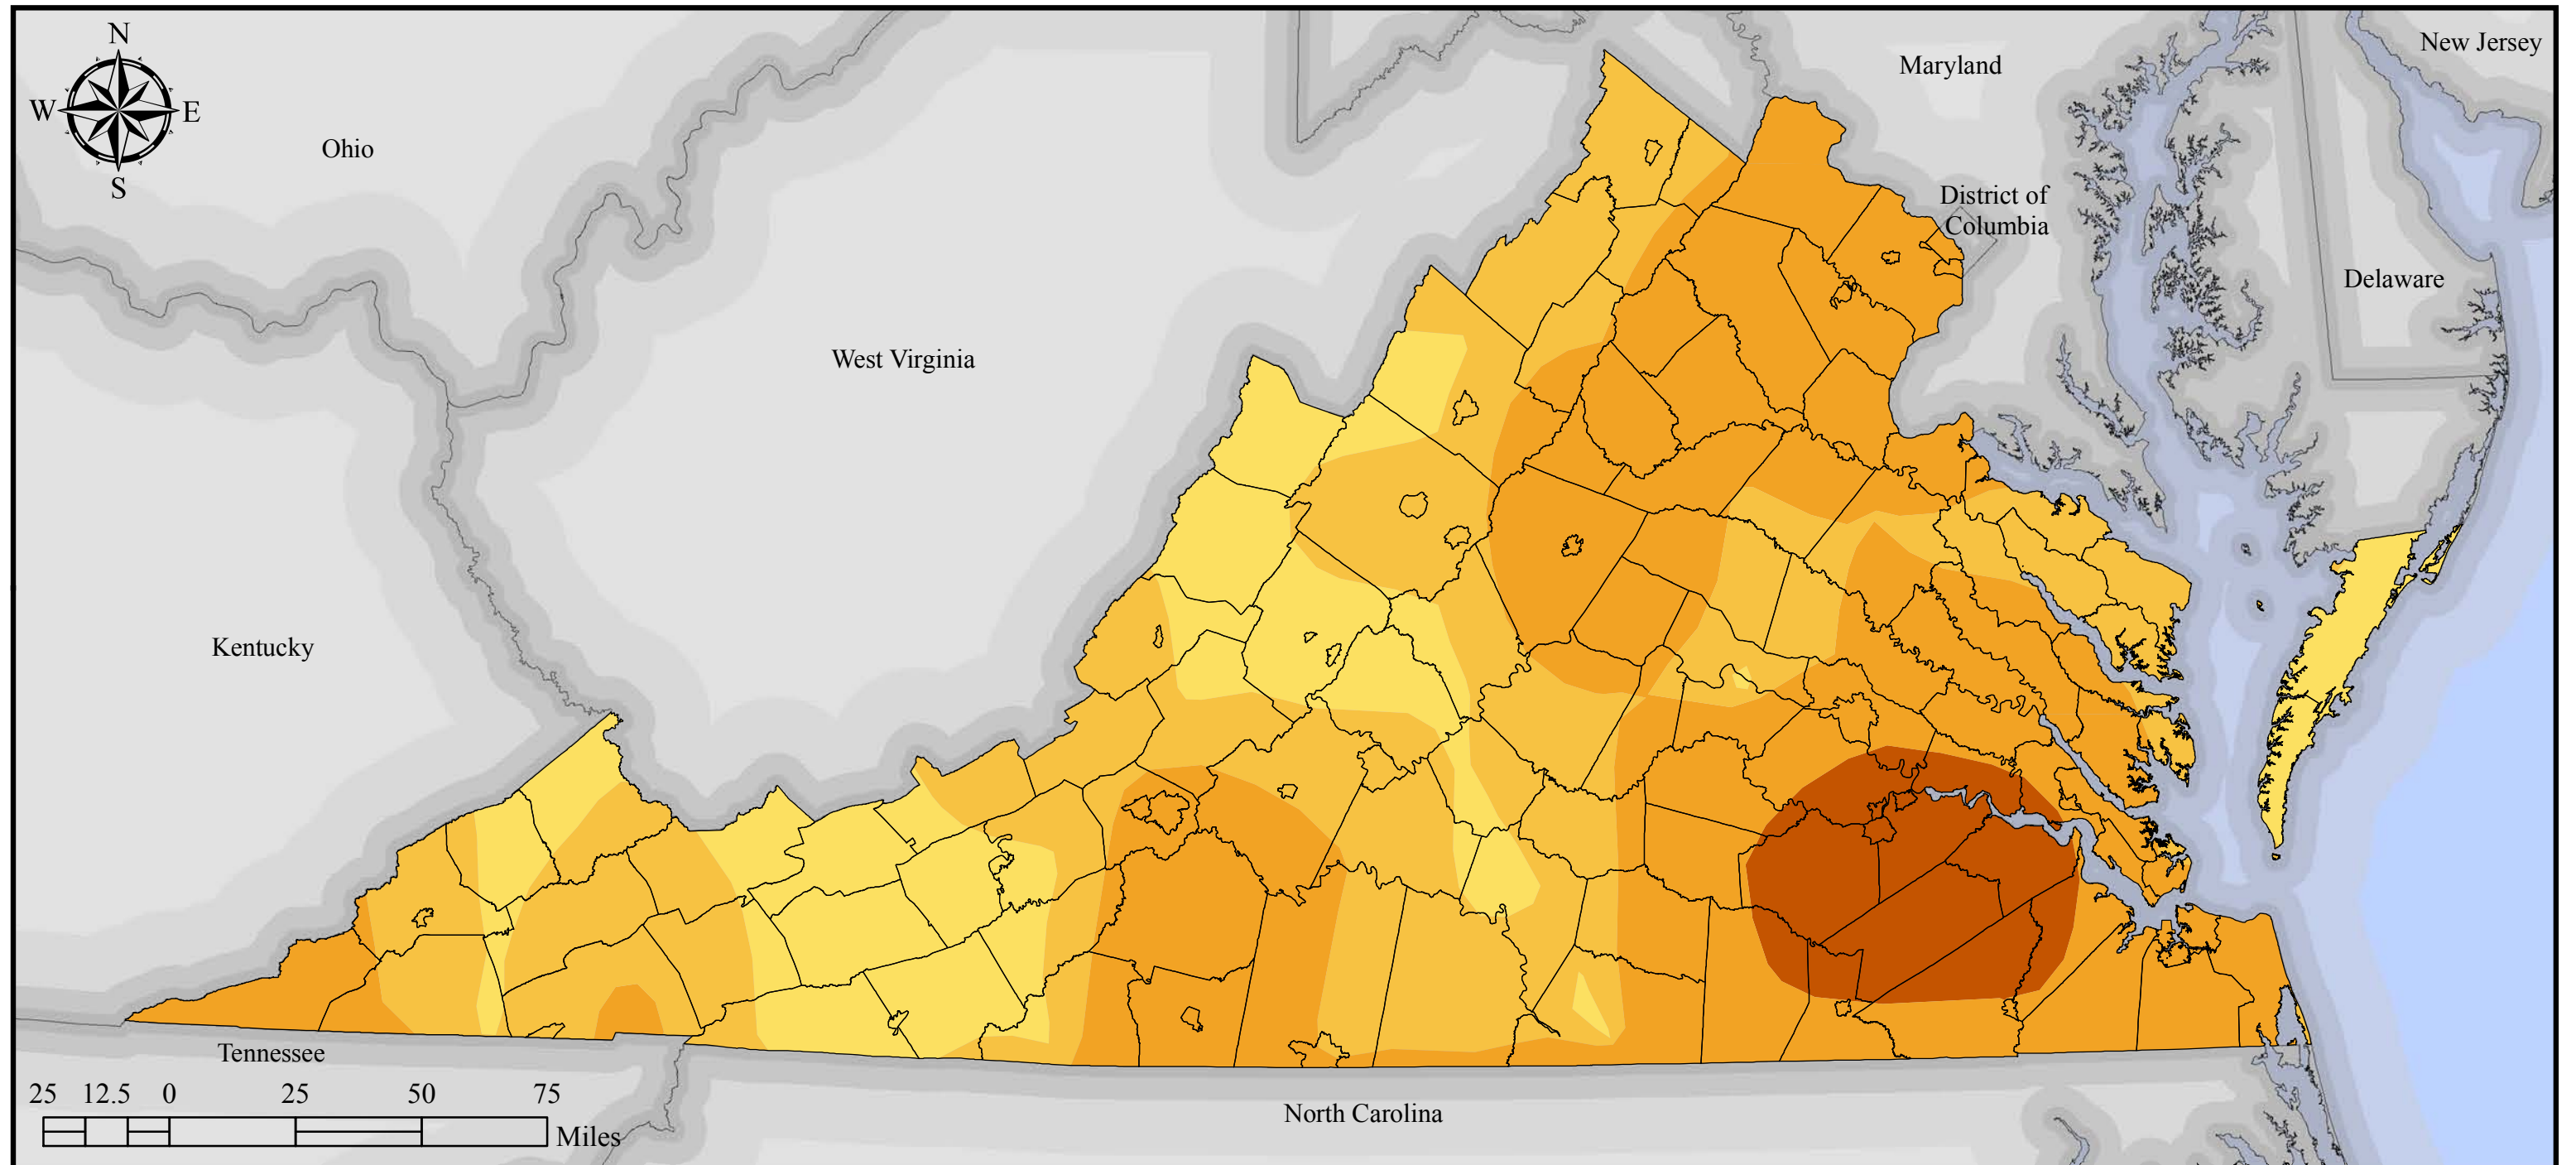 N
New Jersey
Maryland
W
E
Ohio
S
District of
Columbia
Delaware
West Virginia
Kentucky
Tennessee
25 12.5 0 25 50 75
North Carolina
Miles